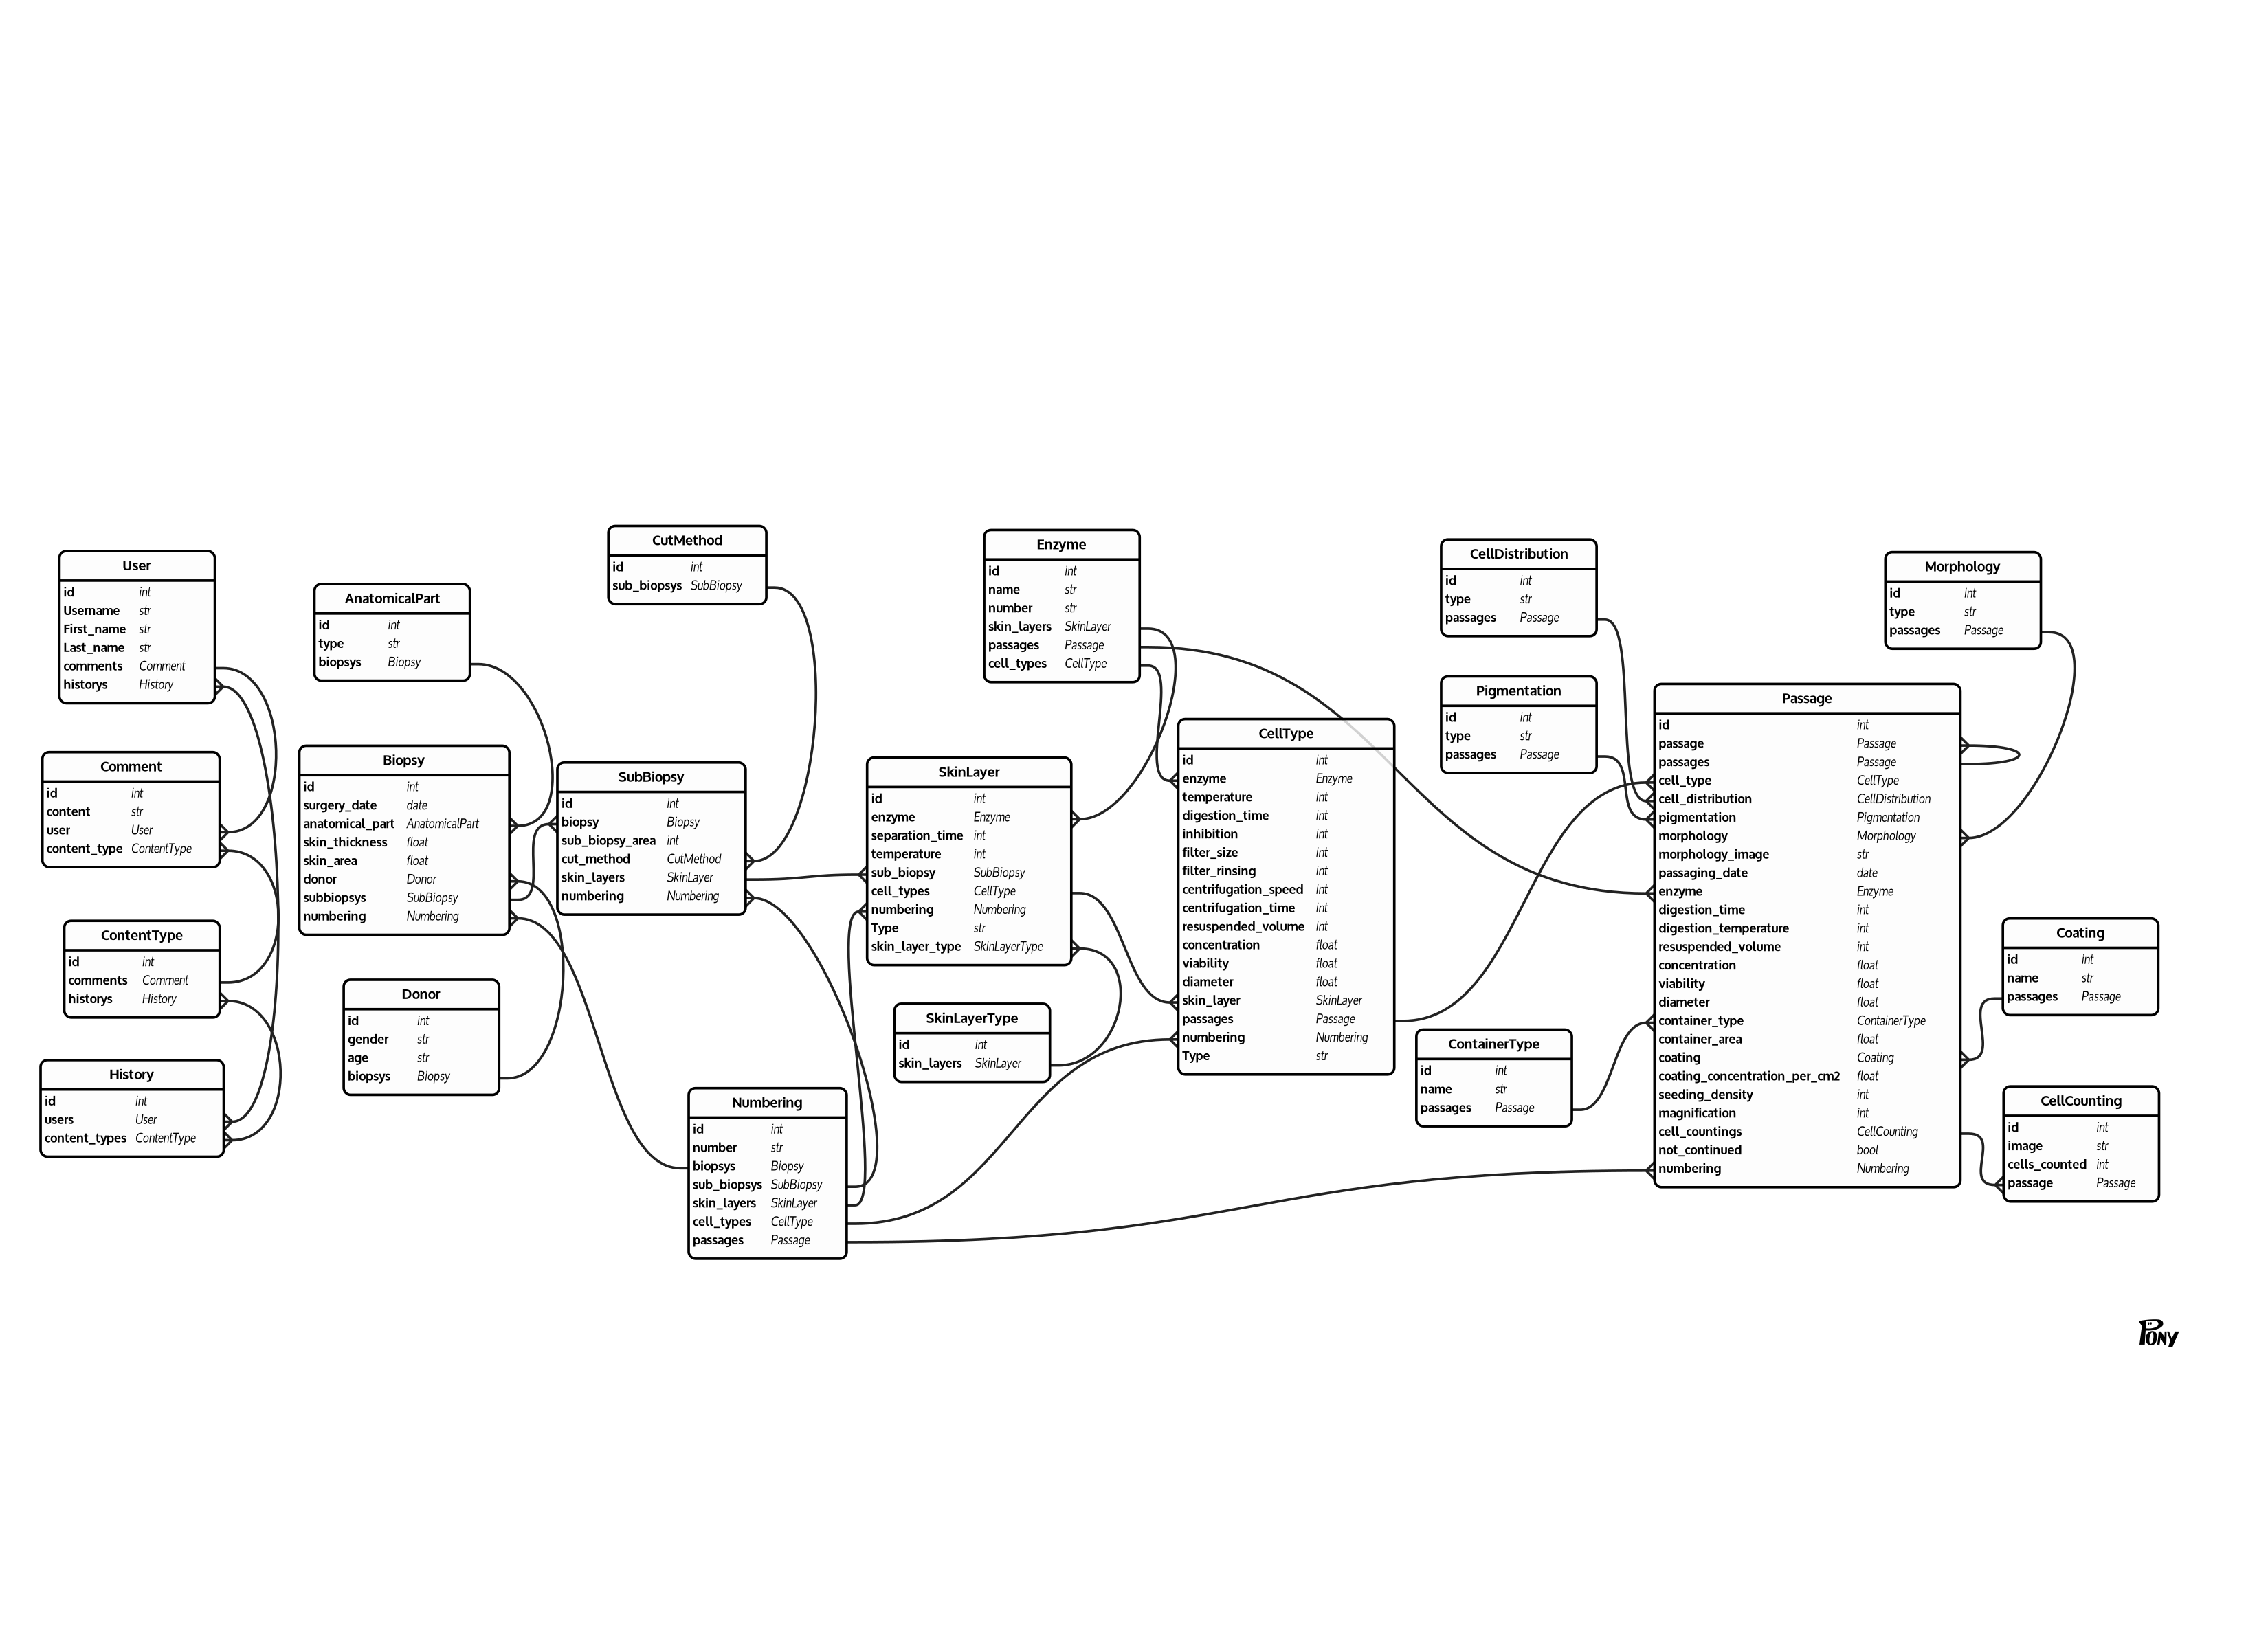 User
id int
Username str
First_name str
Last_name str
comments Comment
historys History
Comment
id int
content str
user User
content_type ContentType
ContentType
id int
comments Comment
historys History
History
id int
users User
content_types ContentType
AnatomicalPart
id int
type str
biopsys Biopsy
Biopsy
id int
surgery_date date
anatomical_part AnatomicalPart
skin_thickness float
skin_area float
donor Donor
subbiopsys SubBiopsy
numbering Numbering
Donor
id int
gender str
age str
biopsys Biopsy
CutMethod
id int
sub_biopsys SubBiopsy
SubBiopsy
id int
biopsy Biopsy
sub_biopsy_area int
cut_method CutMethod
skin_layers SkinLayer
numbering Numbering
Numbering
id int
number str
biopsys Biopsy
sub_biopsys SubBiopsy
skin_layers SkinLayer
cell_types CellType
passages Passage
Enzyme
id int
name str
number str
skin_layers SkinLayer
passages Passage
cell_types CellType
SkinLayer
id int
enzyme Enzyme
separation_time int
temperature int
sub_biopsy SubBiopsy
cell_types CellType
numbering Numbering
Type str
skin_layer_type SkinLayerType
SkinLayerType
id int
skin_layers SkinLayer
CellType
id int
enzyme Enzyme
temperature int
digestion_time int
inhibition int
filter_size int
filter_rinsing int
centrifugation_speed int
centrifugation_time int
resuspended_volume int
concentration float
viability float
diameter float
skin_layer SkinLayer
passages Passage
numbering Numbering
Type str
CellDistribution
id int
type str
passages Passage
Pigmentation
id int
type str
passages Passage
ContainerType
id int
name str
passages Passage
Morphology
id int
type str
passages Passage
Passage
id int
passage Passage
passages Passage
cell_type CellType
cell_distribution CellDistribution
pigmentation Pigmentation
morphology Morphology
morphology_image str
passaging_date date
enzyme Enzyme
digestion_time int
digestion_temperature int
resuspended_volume int
concentration float
viability float
diameter float
container_type ContainerType
container_area float
coating Coating
coating_concentration_per_cm2 float
seeding_density int
magnification int
cell_countings CellCounting
not_continued bool
numbering Numbering
Coating
id int
name str
passages Passage
CellCounting
id int
image str
cells_counted int
passage Passage
PONY